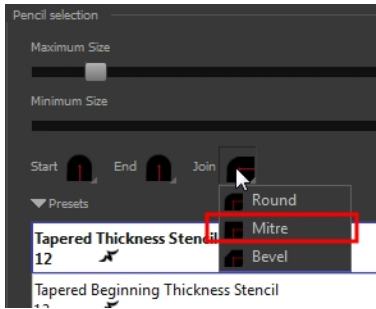 Pencil selection
Maximum Size
Minimum Size
Start End Join
Round
Presets
Mitre
Tapered Thickness Stencil
12
Bevel
Tapered Beginning Thickness Stencil